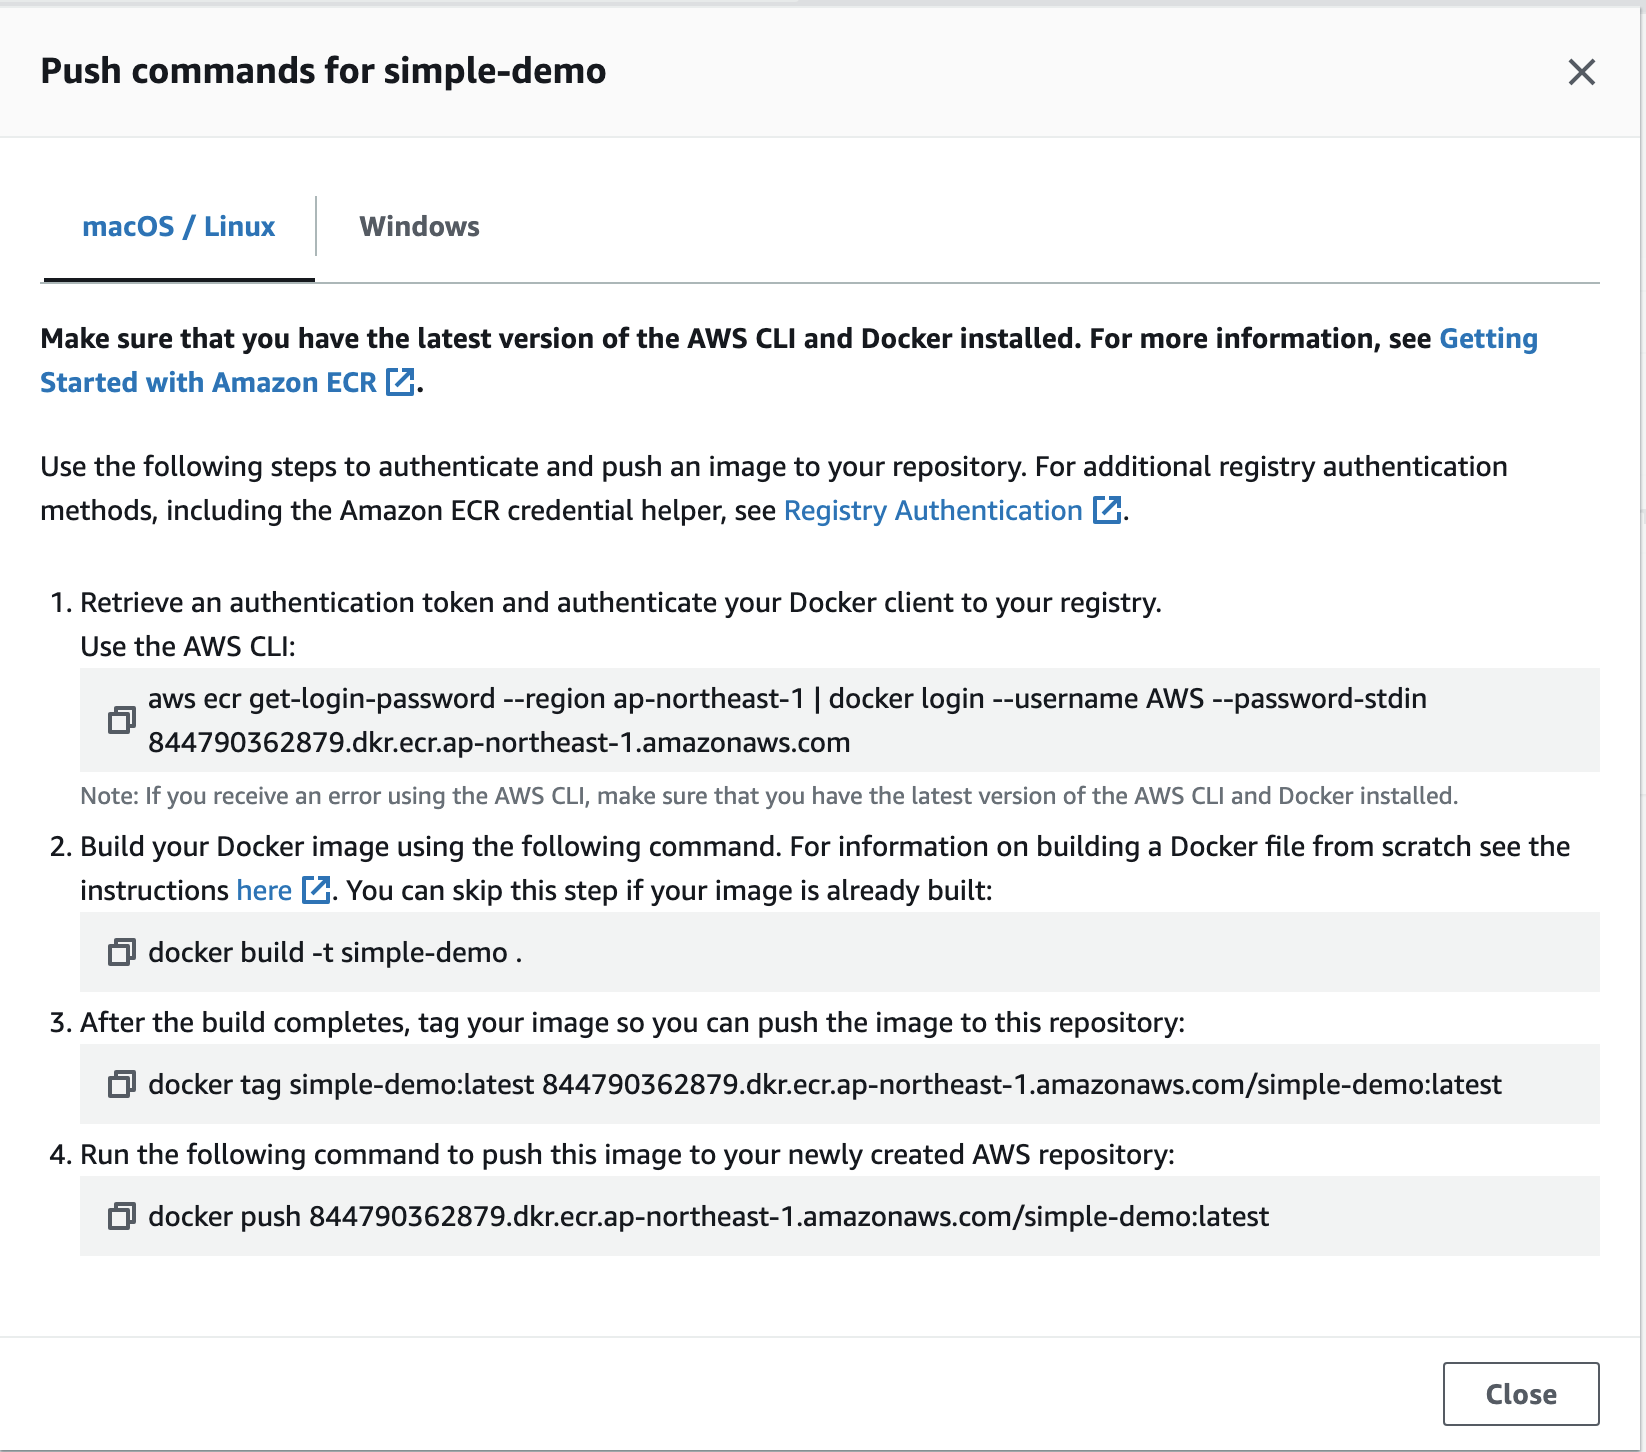 Push commands for simple-demo
macOS / Linux
Windows
Make sure that you have the latest version of the AWS CLI and Docker installed. For more information, see Getting
Started with Amazon ECR.
Use the following steps to authenticate and push an image to your repository. For additional registry authentication
methods, including the Amazon ECR credential helper, see Registry Authentication.
1. Retrieve an authentication token and authenticate your Docker client to your registry.
Use the AWS CLI:
aws ecr get-login-password --region ap-northeast-1 | docker login --username AWS --password-stdin
844790362879.dkr.ecr.ap-northeast-1.amazonaws.com
Note: If you receive an error using the AWS CLI, make sure that you have the latest version of the AWS CLI and Docker installed.
2. Build your Docker image using the following command. For information on building a Docker file from scratch see the
instructions here. You can skip this step if your image is already built:
docker build -t simple-demo .
3. After the build completes, tag your image so you can push the image to this repository:
docker tag simple-demo:latest 844790362879.dkr.ecr.ap-northeast-1.amazonaws.com/simple-demo:latest
4. Run the following command to push this image to your newly created AWS repository:
docker push 844790362879.dkr.ecr.ap-northeast-1.amazonaws.com/simple-demo:latest
Close